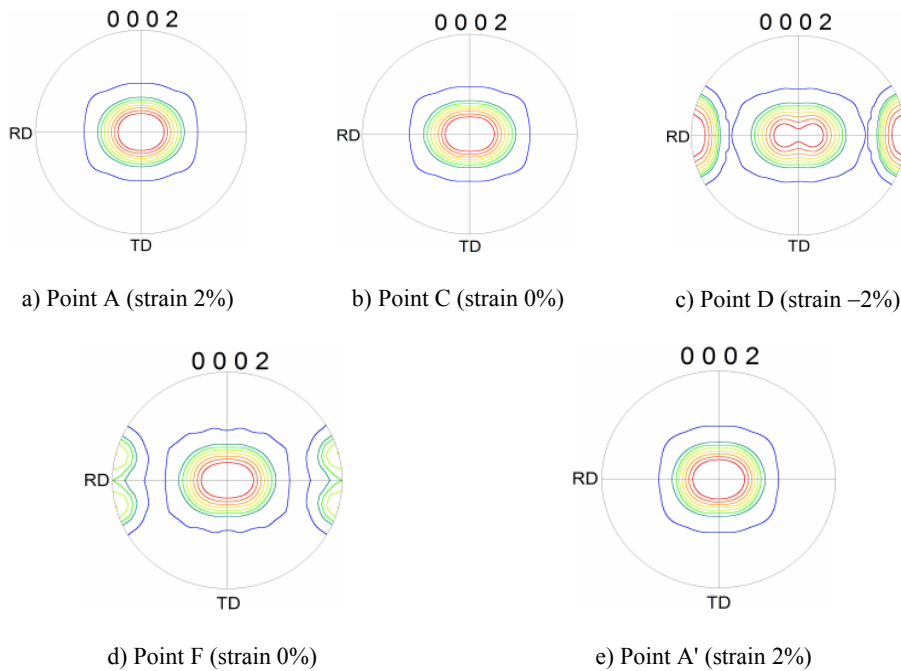 0 0 0 2
0 0 0 2
0 0 0 2
RD
RD
RD
TD
TD
TD
a) Point A (strain 2%)
b) Point C (strain 0%)
c) Point D (strain −2%)
0 0 0 2
0 0 0 2
RD
RD
TD
TD
d) Point F (strain 0%)
e) Point A' (strain 2%)